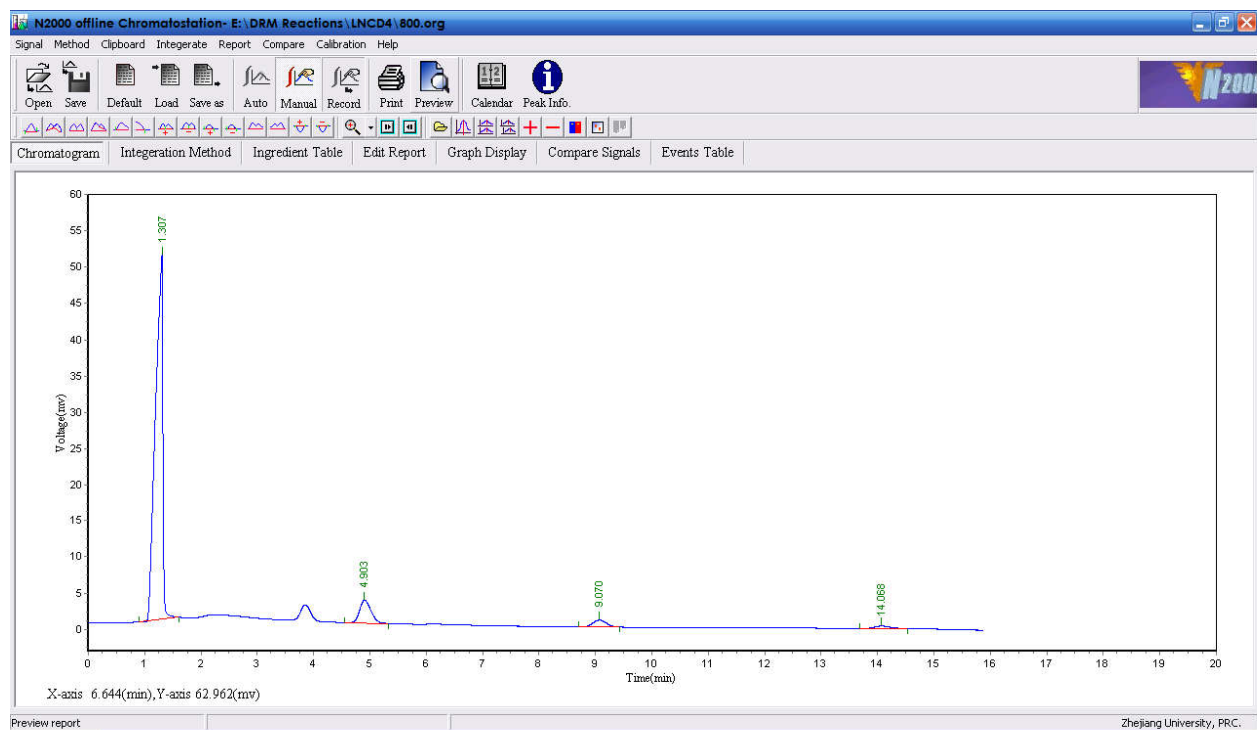 N2000 offline Chromatostation- E:\DRM Reactions\LNCD4\800.org
Signal Method Clipboard Integerate Report Compare Calibration Help
Open Save Default Load Save as Auto Manual Record Print Preview Calendar Peak Info.
N2000
Chromatogram Integeration Method Ingredient Table Edit Report Graph Display Compare Signals Events Table
60
55
50
45
40
35
30
25
20
15
10
5
0
Voltage(mv)
1.307
4.903
9.070
14.068
0 1 2 3 4 5 6 7 8 9 10 11 12 13 14 15 16 17 18 19 20
Time(min)
X-axis 6.644(min),Y-axis 62.962(mv)
Preview report
Zhejiang University, PRC.